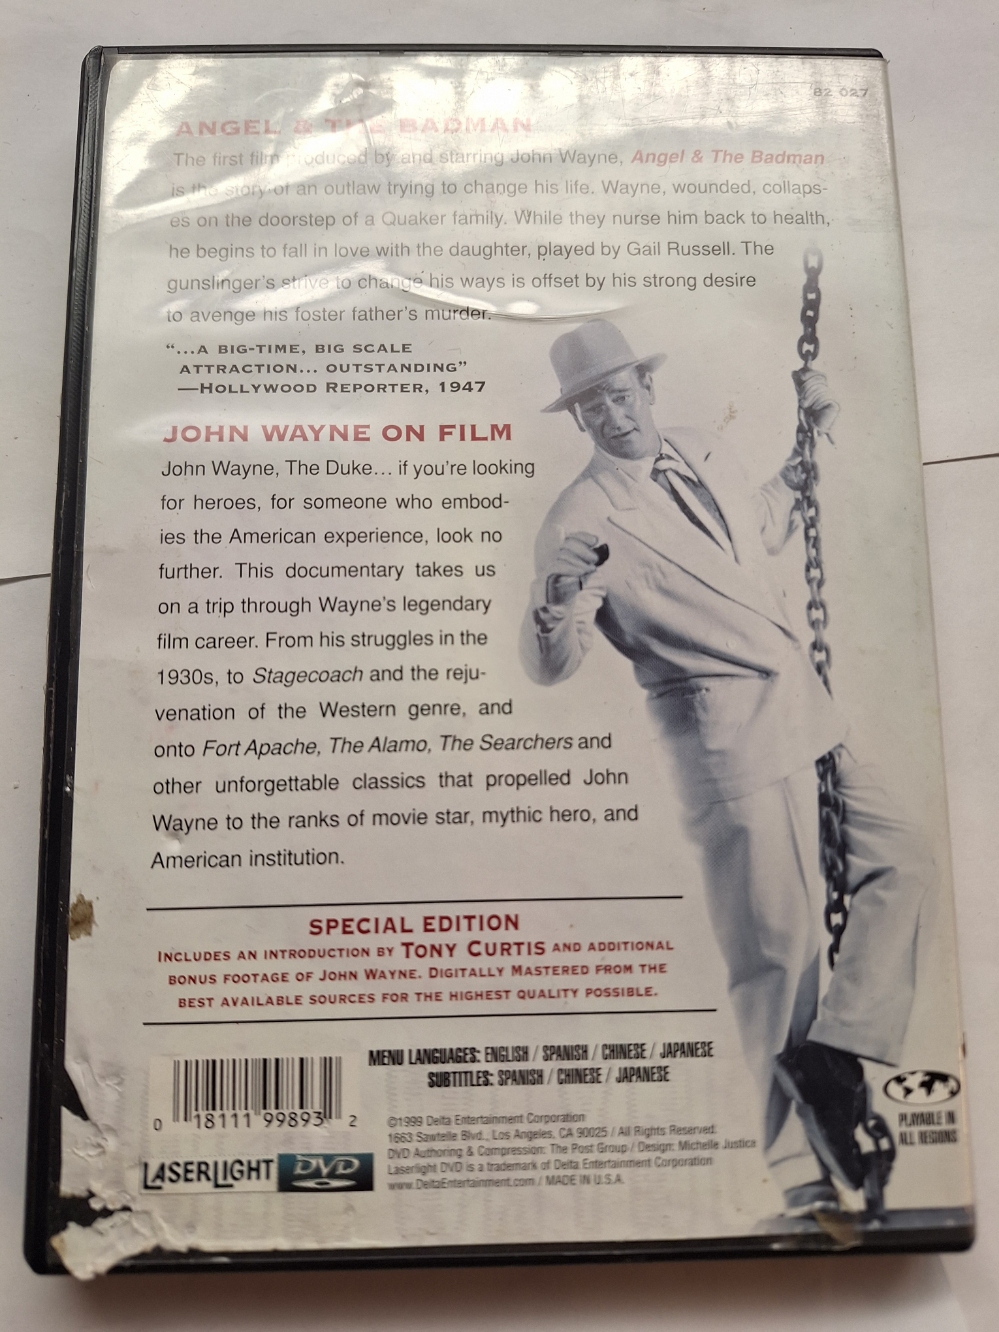 82 027
ANGEL & THE BADMAN
The first film produced by and starring John Wayne, Angel & The Badman
is the story of an outlaw trying to change his life. Wayne, wounded, collaps-
es on the doorstep of a Quaker family. While they nurse him back to health,
he begins to fall in love with the daughter, played by Gail Russell. The
gunslinger's strive to change his ways is offset by his strong desire
to avenge his foster father's murder.
"...A BIG-TIME, BIG SCALE
ATTRACTION... OUTSTANDING"
—HOLLYWOOD REPORTER, 1947
JOHN WAYNE ON FILM
John Wayne, The Duke... if you're looking
for heroes, for someone who embod-
ies the American experience, look no
further. This documentary takes us
on a trip through Wayne's legendary
film career. From his struggles in the
1930s, to Stagecoach and the reju-
venation of the Western genre, and
onto Fort Apache, The Alamo, The Searchers and
other unforgettable classics that propelled John
Wayne to the ranks of movie star, mythic hero, and
American institution.
SPECIAL EDITION
INCLUDES AN INTRODUCTION BY TONY CURTIS AND ADDITIONAL
BONUS FOOTAGE OF JOHN WAYNE. DIGITALLY MASTERED FROM THE
BEST AVAILABLE SOURCES FOR THE HIGHEST QUALITY POSSIBLE.
MENU LANGUAGES: ENGLISH / SPANISH / CHINESE / JAPANESE
SUBTITLES: SPANISH / CHINESE / JAPANESE
0 18111 99893 2
©1999 Delta Entertainment Corporation
1663 Sawtelle Blvd., Los Angeles, CA 90025 / All Rights Reserved.
DVD Authoring & Compression: The Post Group / Design: Michelle Justice
Laserlight DVD is a trademark of Delta Entertainment Corporation
www.DeltaEntertainment.com / MADE IN U.S.A.
LASERLIGHT DVD
PLAYABLE IN
ALL REGIONS